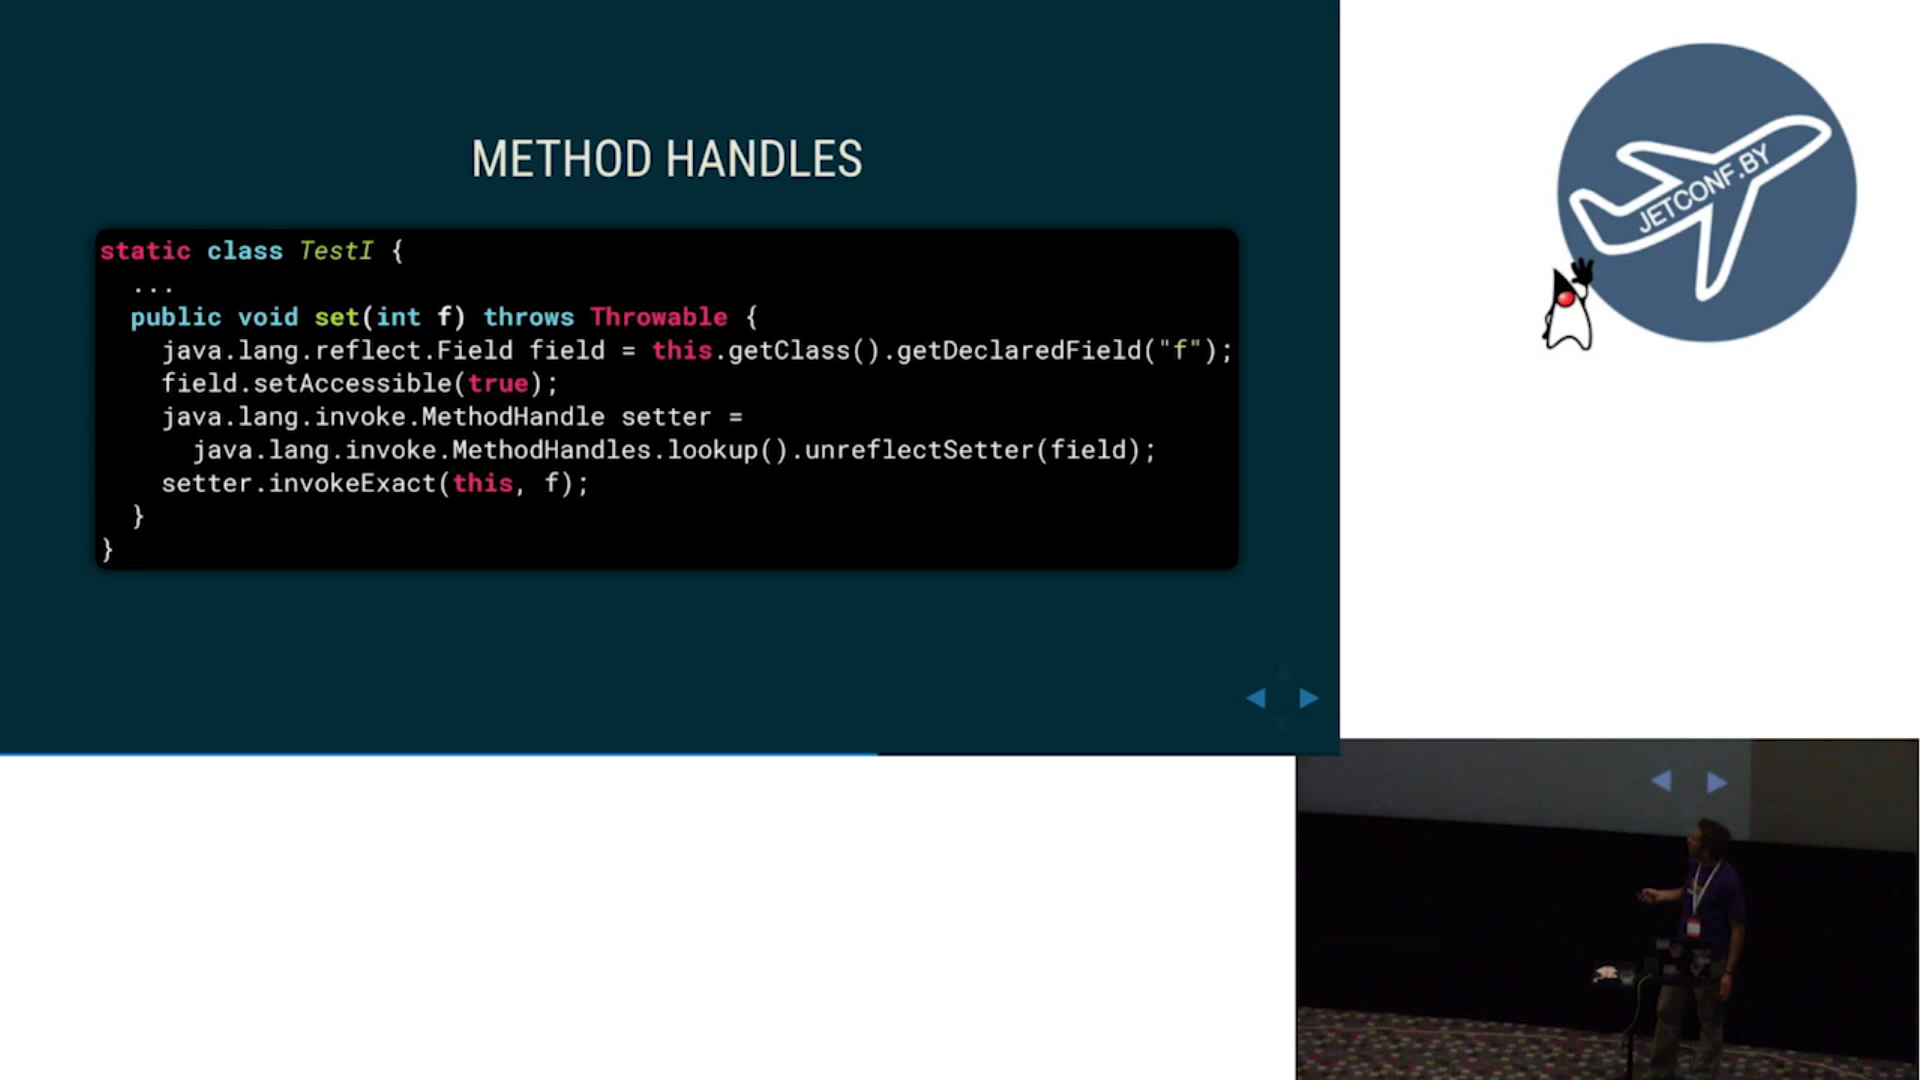 METHOD HANDLES
static class TestI {
...
public void set(int f) throws Throwable {
java.lang.reflect.Field field = this.getClass().getDeclaredField("f");
field.setAccessible(true);
java.lang.invoke.MethodHandle setter =
java.lang.invoke.MethodHandles.lookup().unreflectSetter(field);
setter.invokeExact(this, f);
}
}
JETCONF.BY